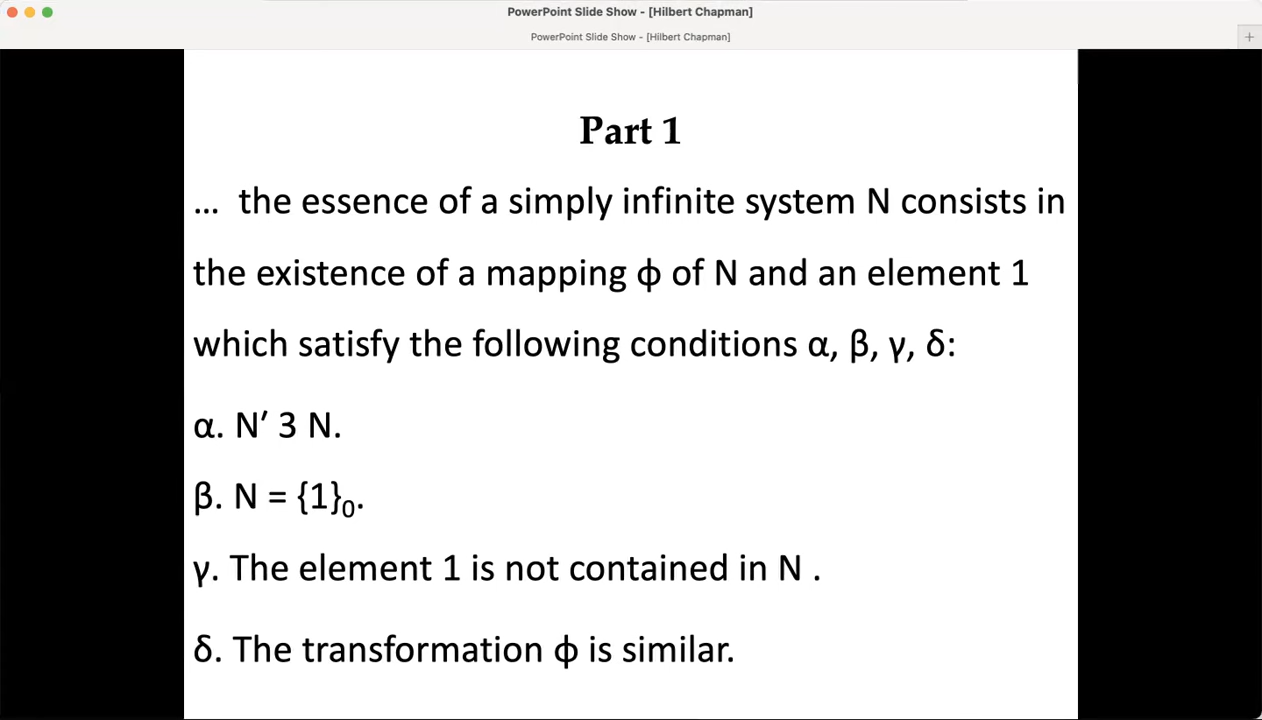 PowerPoint Slide Show - [Hilbert Chapman]
PowerPoint Slide Show - [Hilbert Chapman]
Part 1
… the essence of a simply infinite system N consists in
the existence of a mapping ϕ of N and an element 1
which satisfy the following conditions α, β, γ, δ:
α. N′ 3 N.
β. N = {1}₀.
γ. The element 1 is not contained in N .
δ. The transformation ϕ is similar.